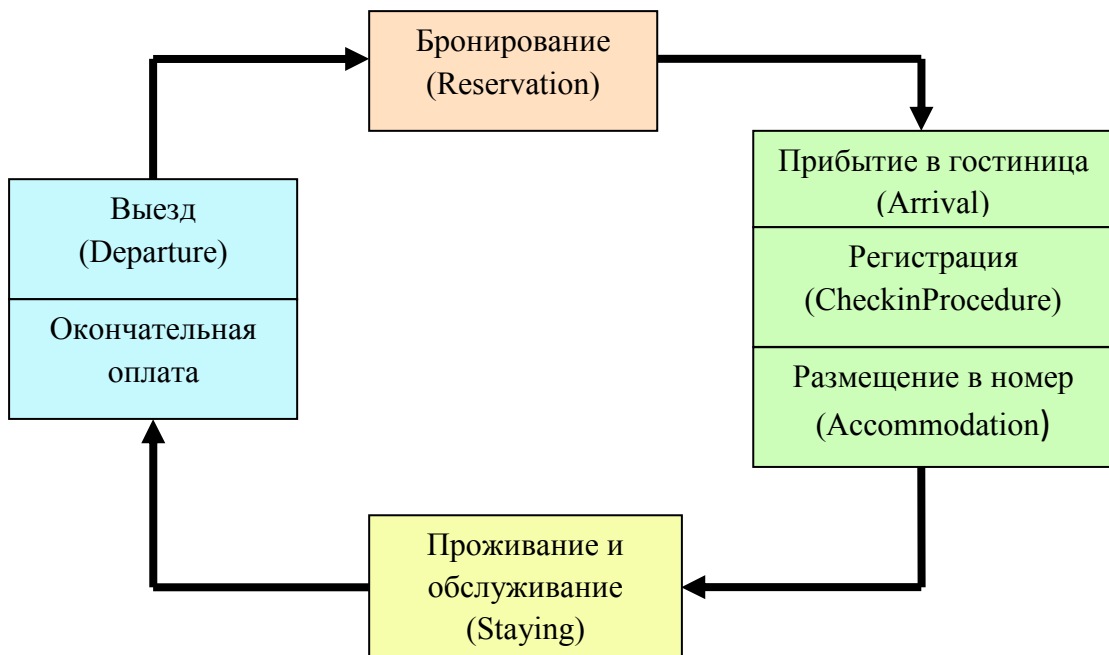 Бронирование
(Reservation)
Прибытие в гостиница
(Arrival)
Регистрация
(CheckinProcedure)
Размещение в номер
(Accommodation)
Проживание и
обслуживание
(Staying)
Выезд
(Departure)
Окончательная
оплата